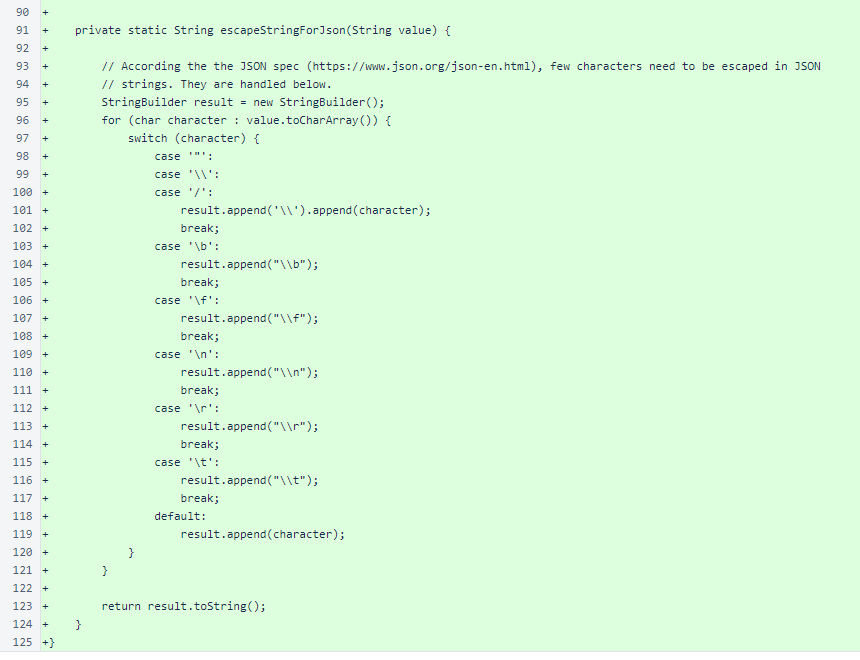 90 +
91 +    private static String escapeStringForJson(String value) {
92 +
93 +        // According the the JSON spec (https://www.json.org/json-en.html), few characters need to be escaped in JSON
94 +        // strings. They are handled below.
95 +        StringBuilder result = new StringBuilder();
96 +        for (char character : value.toCharArray()) {
97 +            switch (character) {
98 +                case '"':
99 +                case '\\':
100 +                case '/':
101 +                    result.append('\\').append(character);
102 +                    break;
103 +                case '\b':
104 +                    result.append("\\b");
105 +                    break;
106 +                case '\f':
107 +                    result.append("\\f");
108 +                    break;
109 +                case '\n':
110 +                    result.append("\\n");
111 +                    break;
112 +                case '\r':
113 +                    result.append("\\r");
114 +                    break;
115 +                case '\t':
116 +                    result.append("\\t");
117 +                    break;
118 +                default:
119 +                    result.append(character);
120 +            }
121 +        }
122 +
123 +        return result.toString();
124 +    }
125 +}